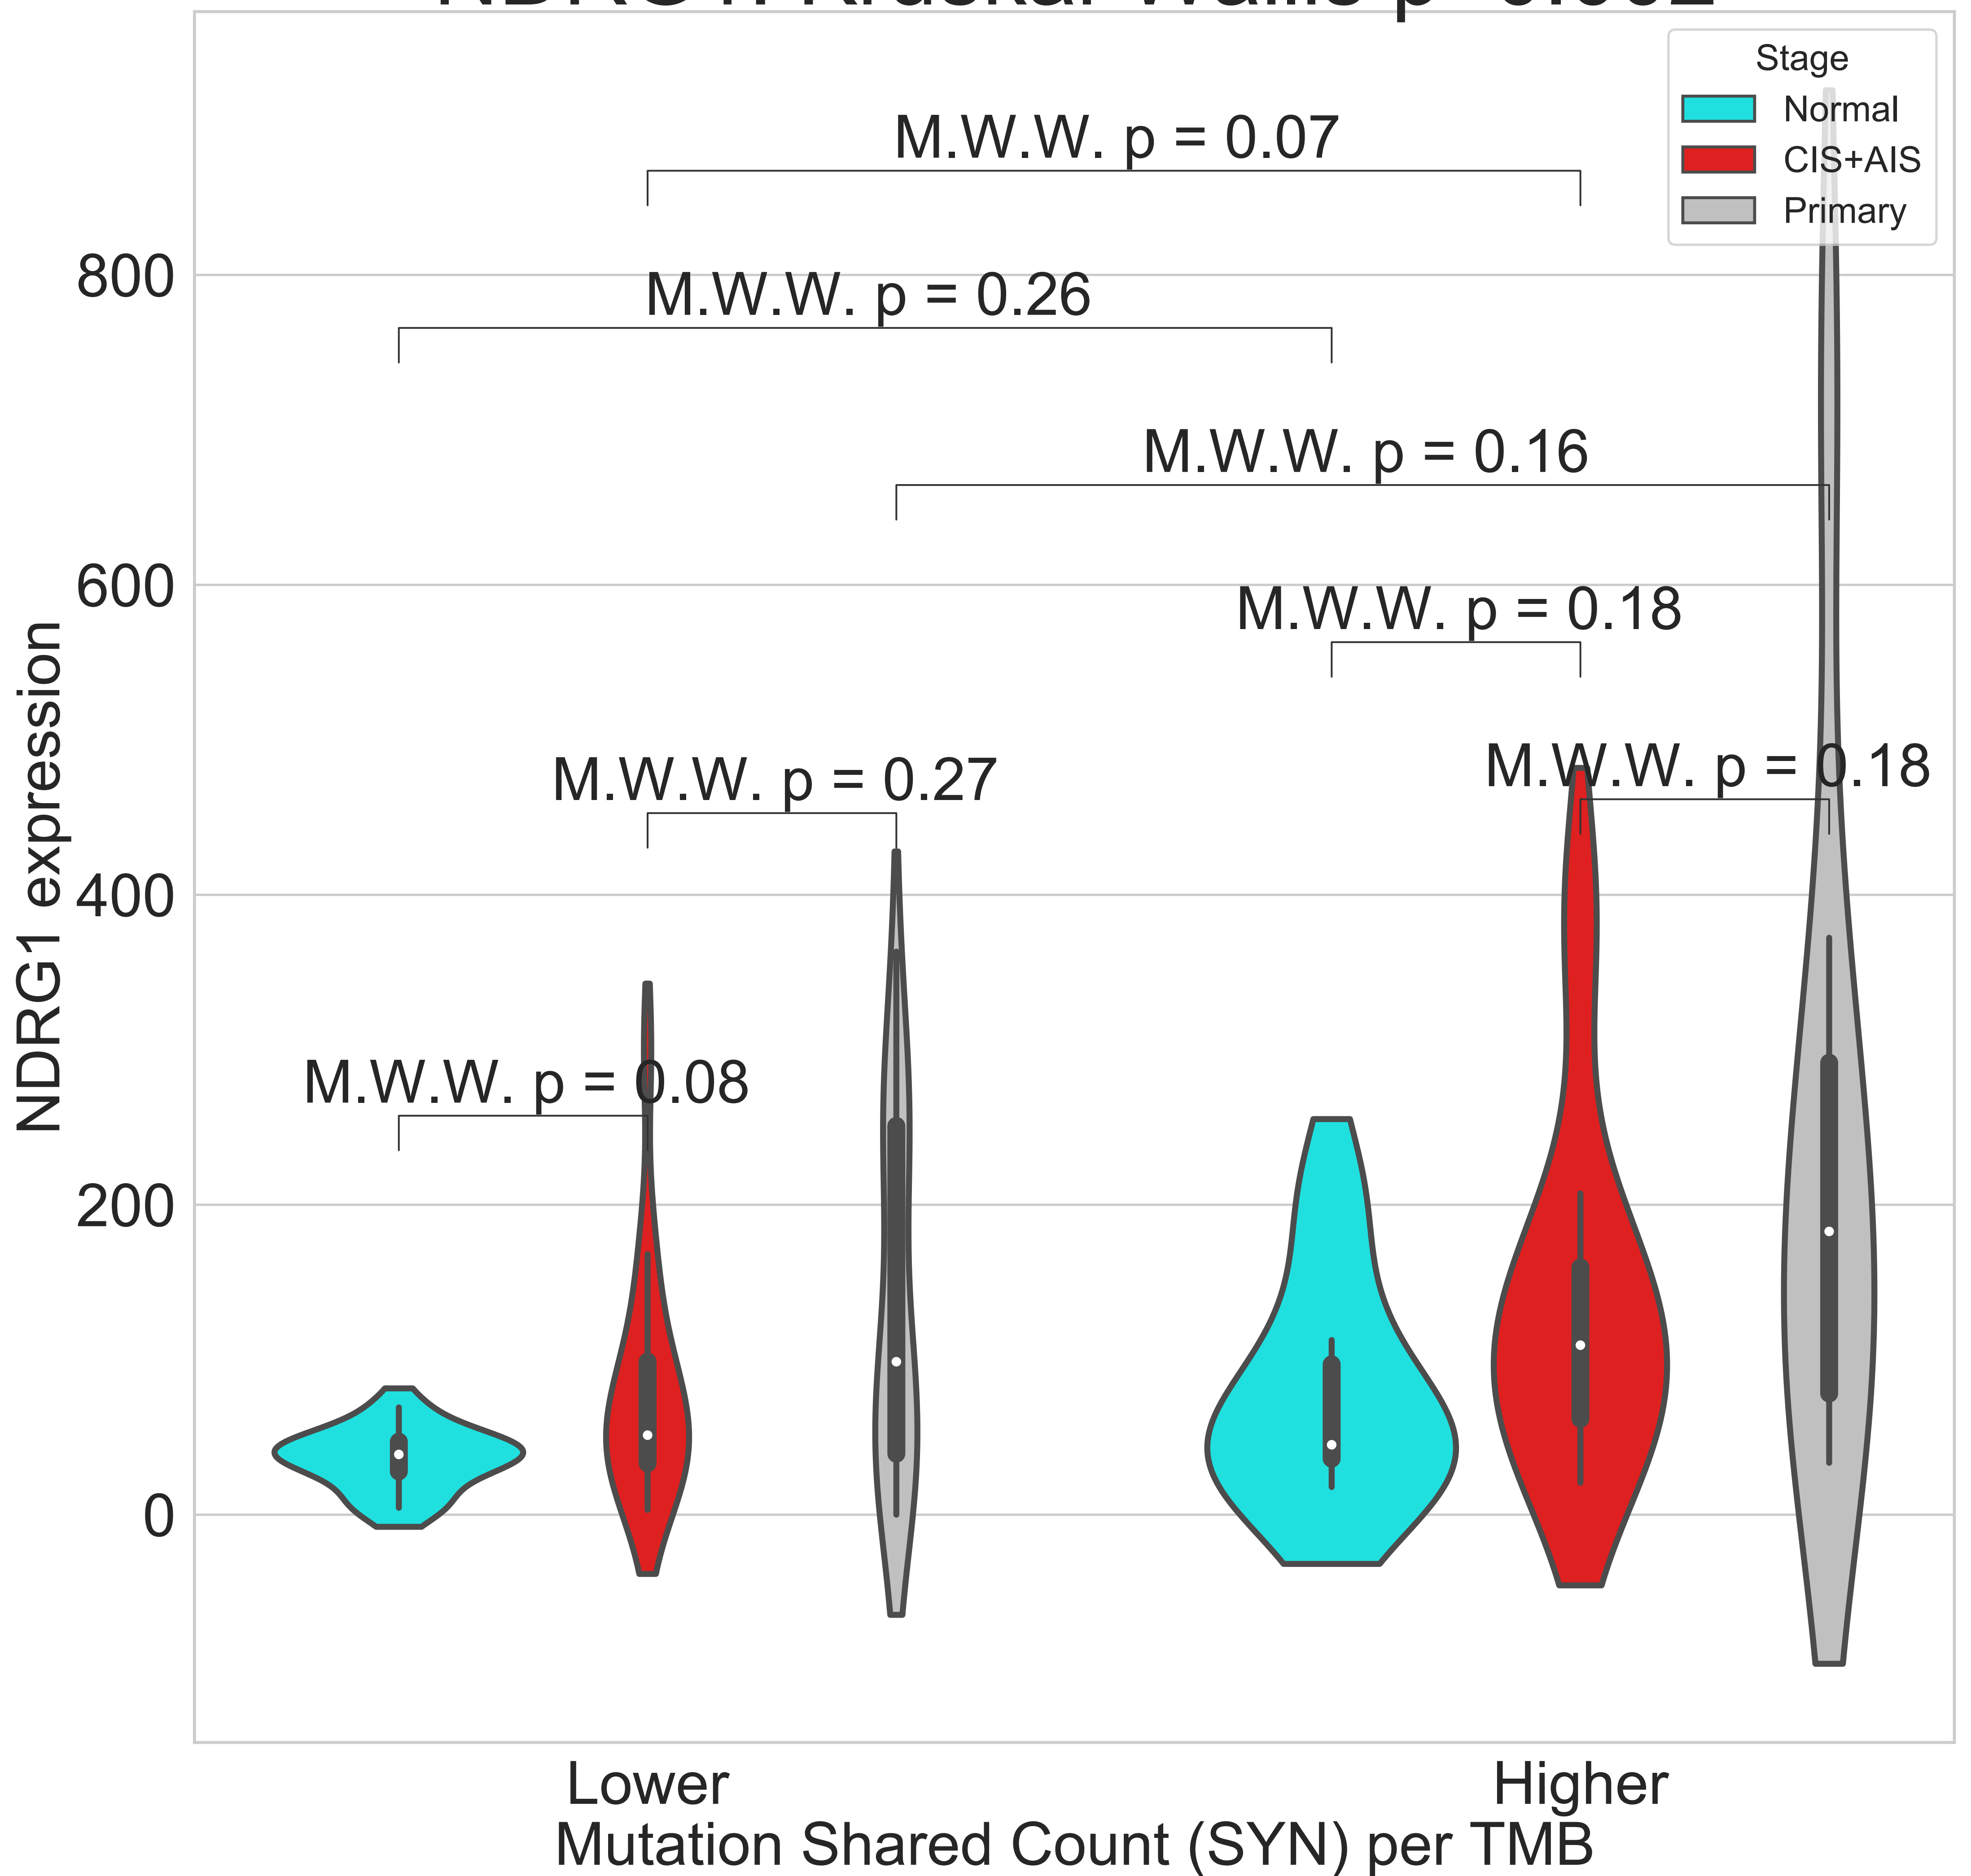 Stage
Normal
CIS+AIS
Primary
M.W.W. p = 0.07
M.W.W. p = 0.26
M.W.W. p = 0.16
M.W.W. p = 0.18
M.W.W. p = 0.27
M.W.W. p = 0.18
M.W.W. p = 0.08
800
600
400
200
0
NDRG1 expression
Lower
Higher
Mutation Shared Count (SYN) per TMB